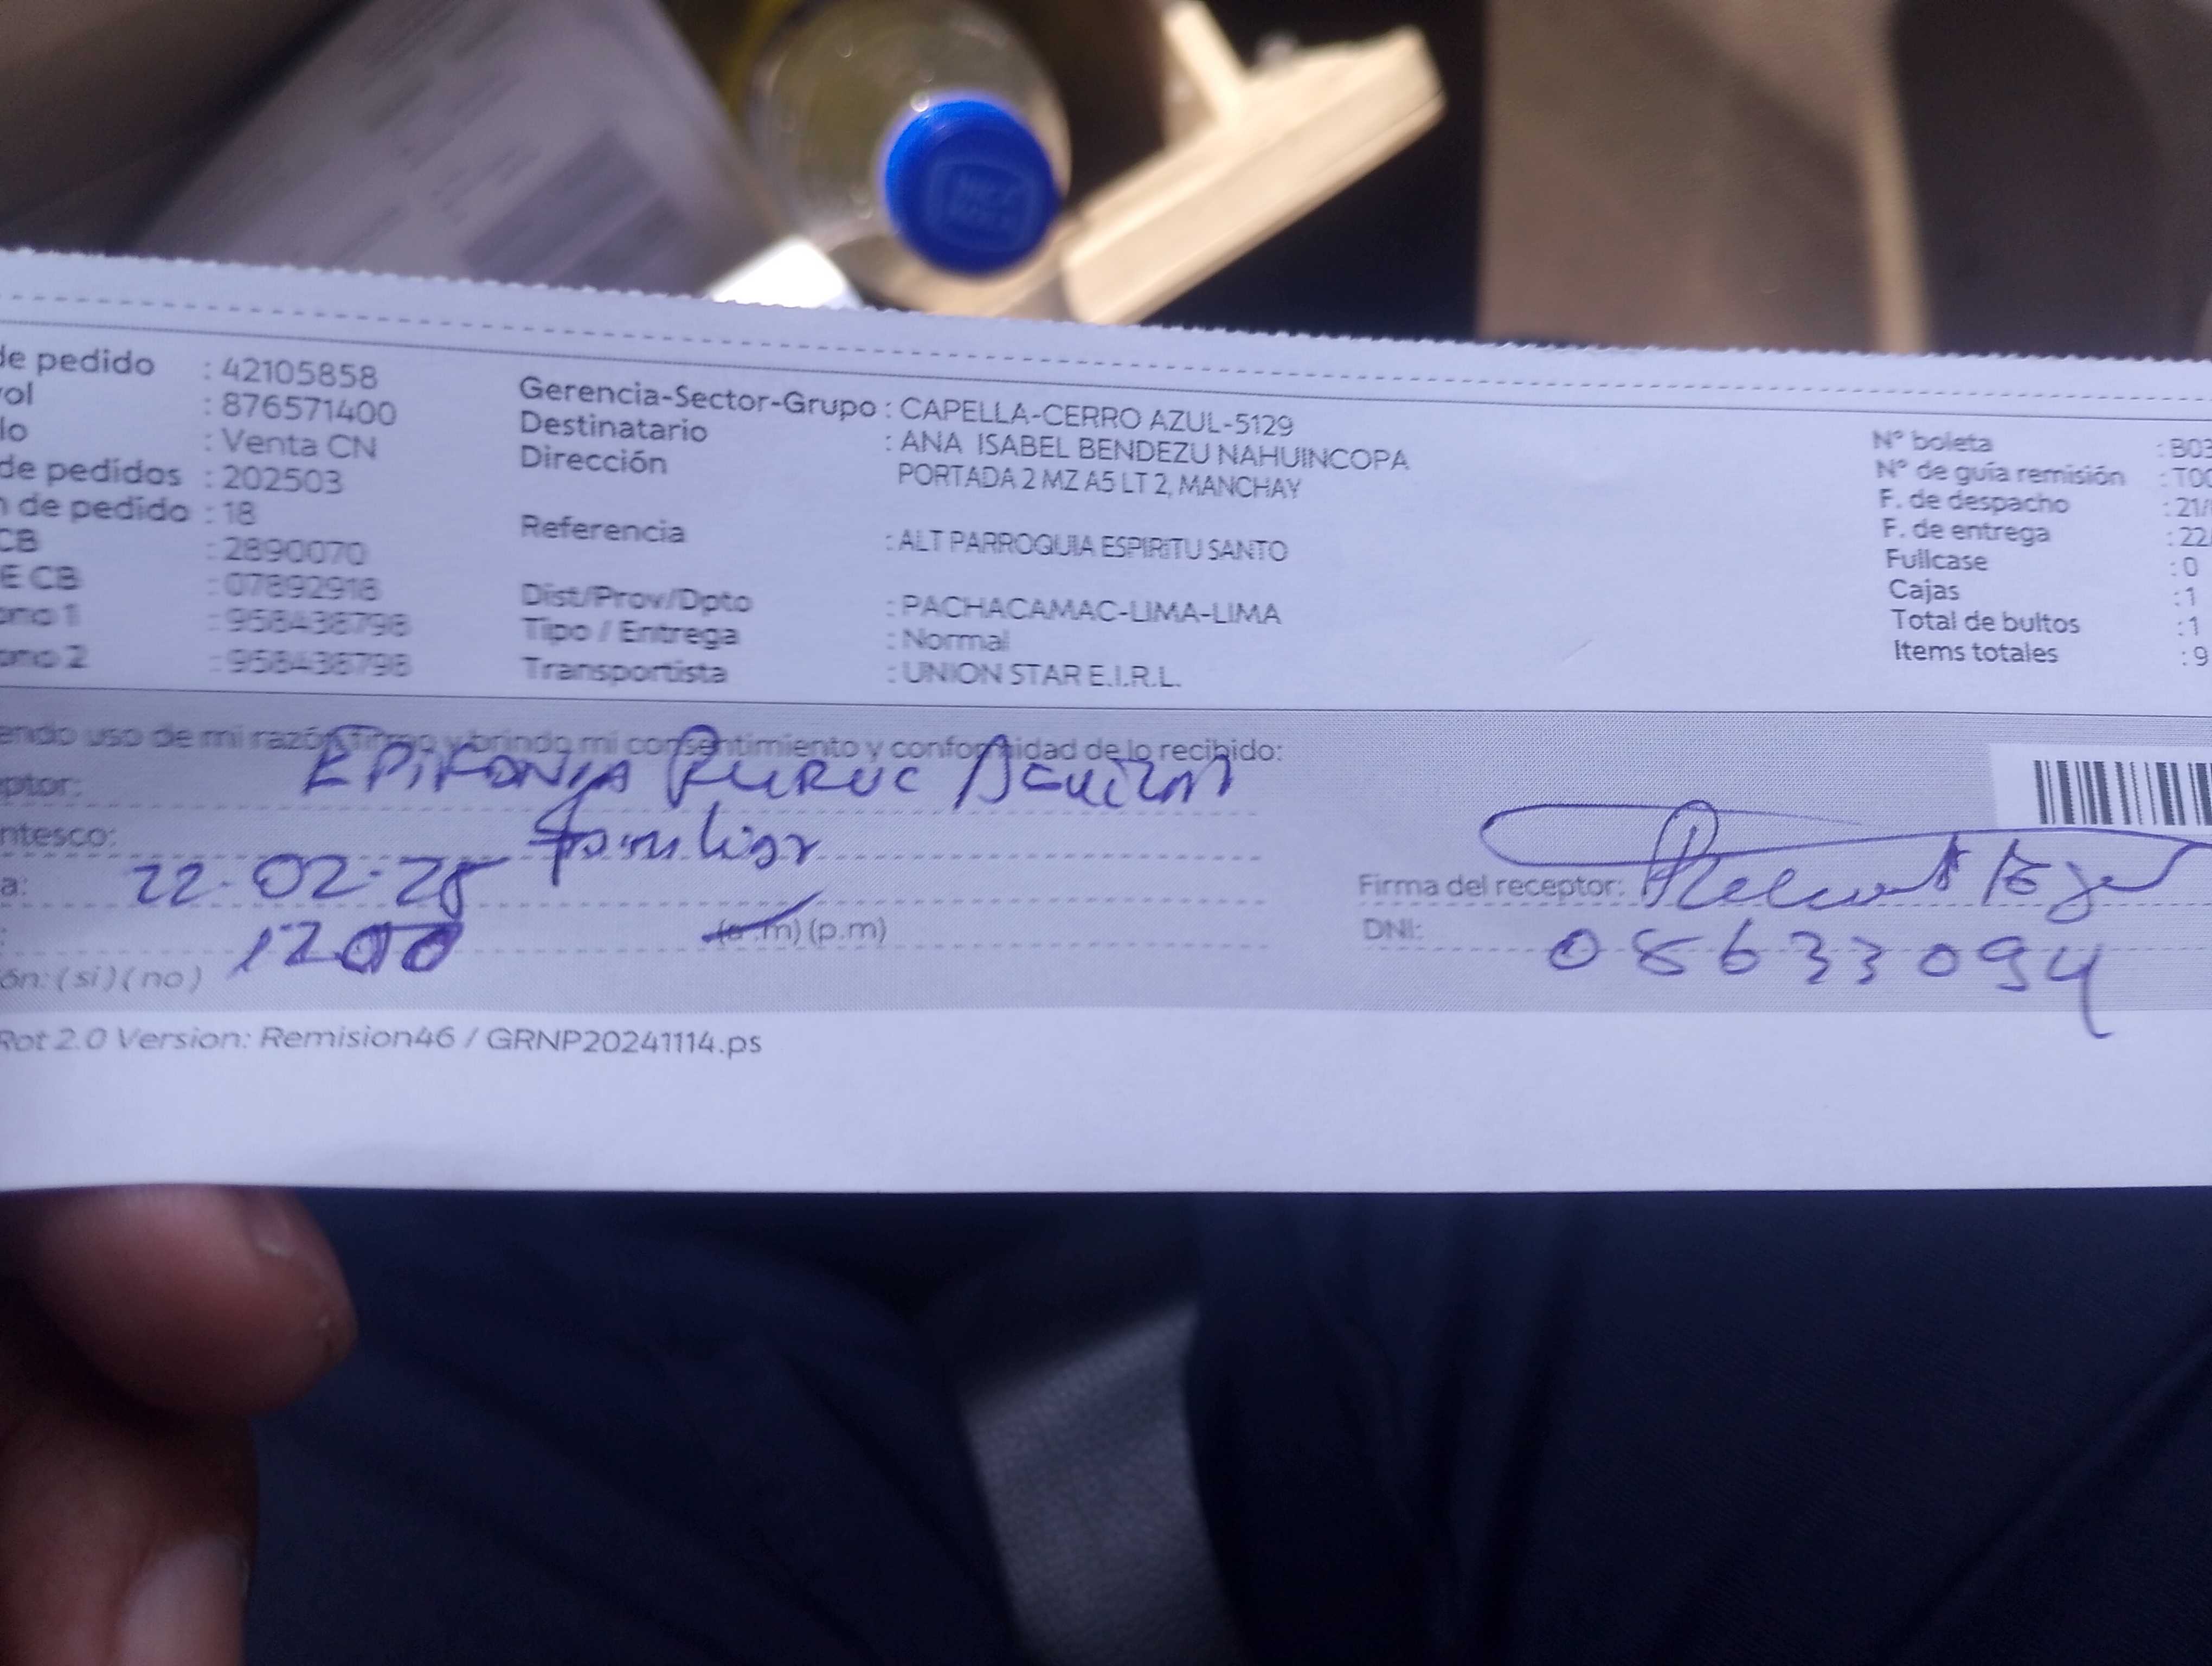 de pedido : 42105858
ol : 876571400
lo : Venta CN
de pedidos : 202503
n de pedido : 18
CB : 2890070
E CB : 07892918
ono 1 : 958438798
ono 2 : 958438798
Gerencia-Sector-Grupo : CAPELLA-CERRO AZUL-5129
Destinatario : ANA ISABEL BENDEZU NAHUINCOPA
Dirección PORTADA 2 MZ A5 LT 2, MANCHAY
Referencia : ALT PARROQUIA ESPIRITU SANTO
Dist/Prov/Dpto : PACHACAMAC-LIMA-LIMA
Tipo / Entrega : Normal
Transportista : UNION STAR E.I.R.L.
N° boleta : B03
N° de guía remisión : T00
F. de despacho : 21/
F. de entrega : 22
Fullcase : 0
Cajas : 1
Total de bultos : 1
Items totales : 9
endo uso de mi razón firmo y brindo mi consentimiento y conformidad de lo recibido:
ptor: EPIFONIA
ntesco: familiar
a: 22-02-25
: 1200 (a.m) (p.m)
ón: (si) (no)
Firma del receptor:
DNI: 08633094
Rot 2.0 Version: Remision46 / GRNP20241114.ps